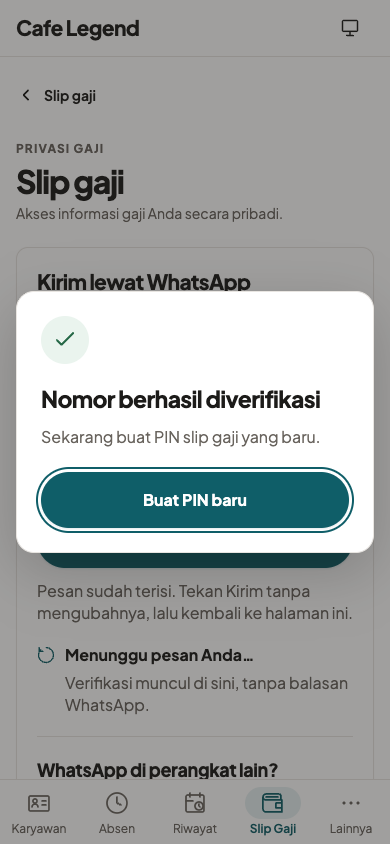 Cafe Legend
Slip gaji
PRIVASI GAJI
Slip gaji
Akses informasi gaji Anda secara pribadi.
Kirim lewat WhatsApp
Nomor berhasil diverifikasi
Sekarang buat PIN slip gaji yang baru.
Buat PIN baru
Pesan sudah terisi. Tekan Kirim tanpa
mengubahnya, lalu kembali ke halaman ini.
Menunggu pesan Anda…
Verifikasi muncul di sini, tanpa balasan
WhatsApp.
WhatsApp di perangkat lain?
Karyawan
Absen
Riwayat
Slip Gaji
Lainnya